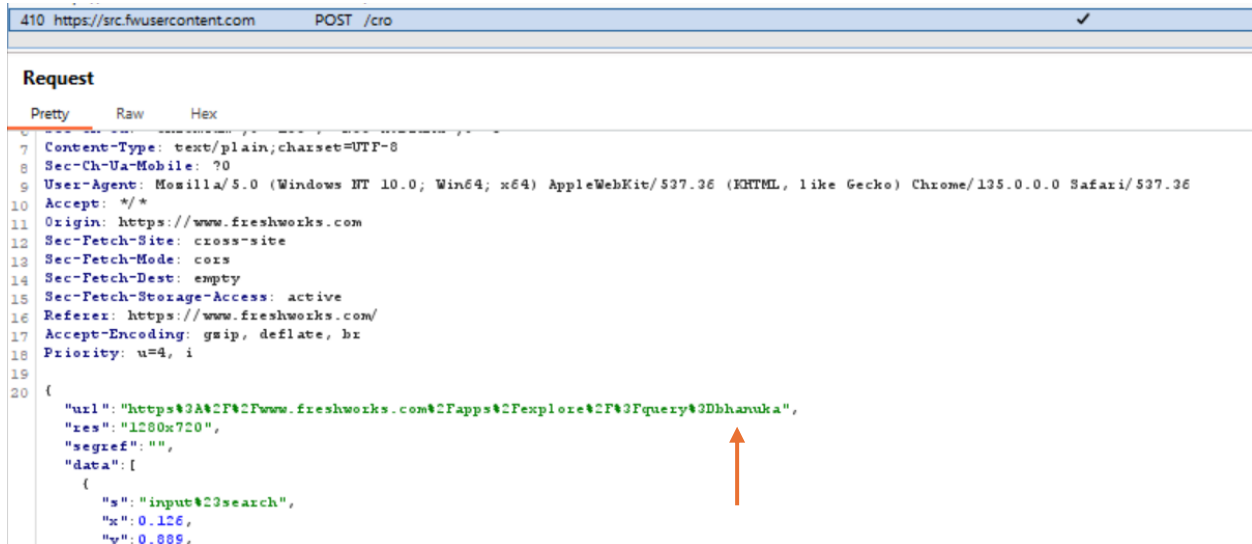 410 https://src.fwusercontent.com POST /cro ✓
Request
Pretty Raw Hex
7 Content-Type: text/plain;charset=UTF-8
8 Sec-Ch-Ua-Mobile: ?0
9 User-Agent: Mozilla/5.0 (Windows NT 10.0; Win64; x64) AppleWebKit/537.36 (KHTML, like Gecko) Chrome/135.0.0.0 Safari/537.36
10 Accept: */*
11 Origin: https://www.freshworks.com
12 Sec-Fetch-Site: cross-site
13 Sec-Fetch-Mode: cors
14 Sec-Fetch-Dest: empty
15 Sec-Fetch-Storage-Access: active
16 Referer: https://www.freshworks.com/
17 Accept-Encoding: gzip, deflate, br
18 Priority: u=4, i
19
20 {
"url":"https%3A%2F%2Fwww.freshworks.com%2Fapps%2Fexplore%2F%3Fquery%3Dbhanuka",
"res":"1280x720",
"segref":"",
"data":[
{
"s":"input%23search",
"x":0.126,
"y":0.889,